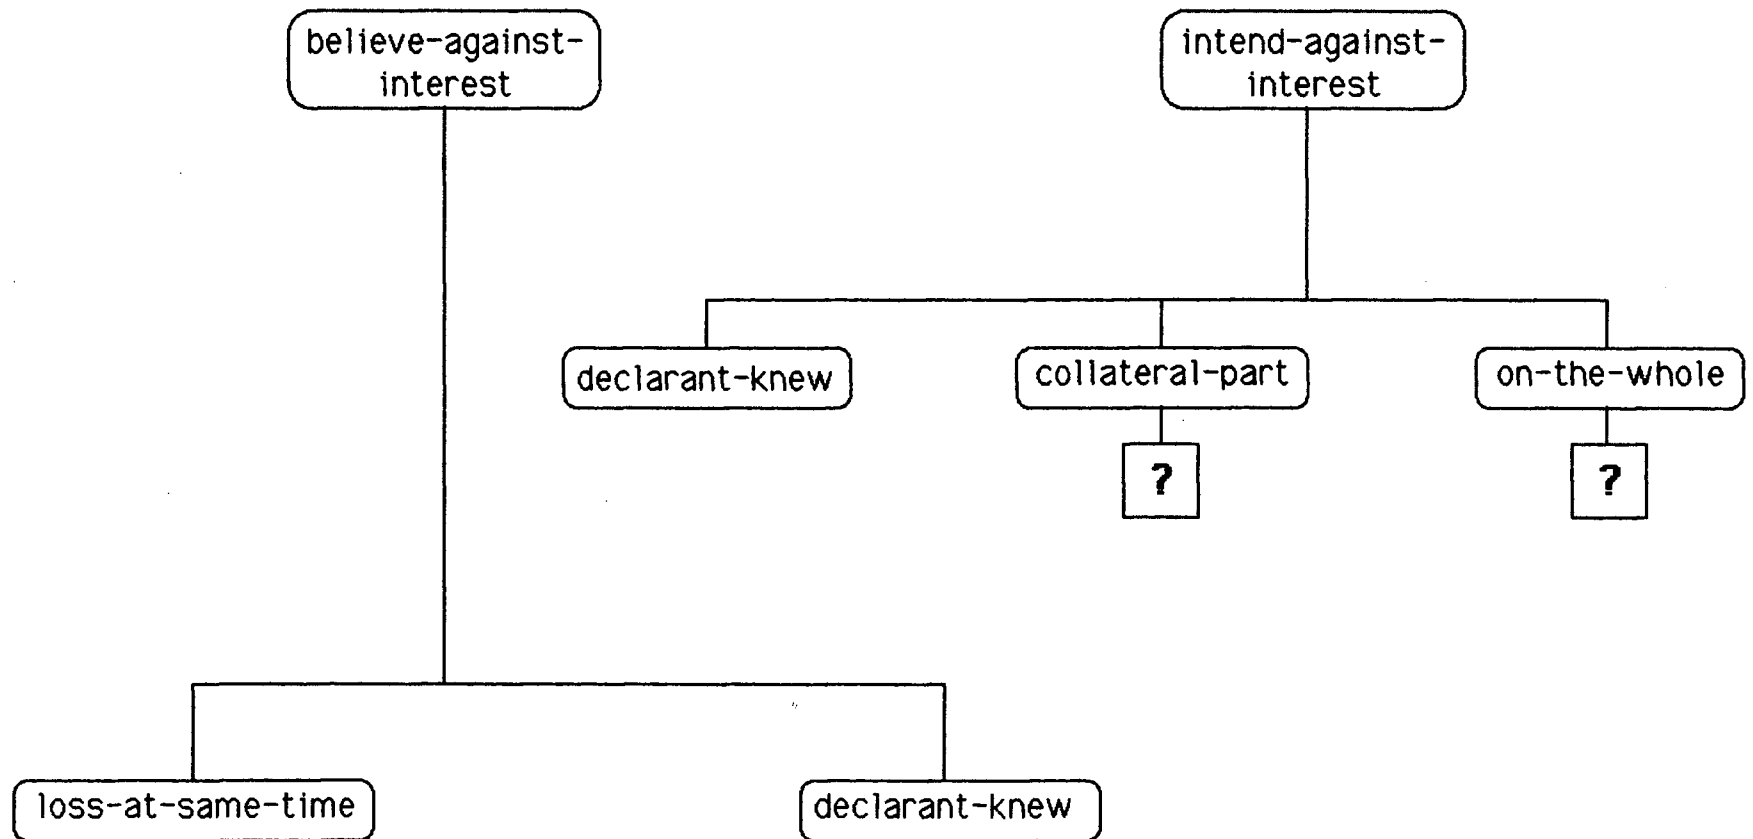 believe-against-
interest
intend-against-
interest
declarant-knew
collateral-part
on-the-whole
?
?
loss-at-same-time
declarant-knew